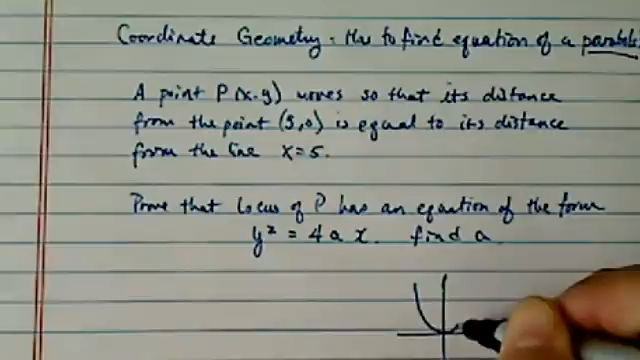 Coordinate Geometry. How to find equation of a parabola
A point P(x.y) moves so that its distance
from the point (5,0) is equal to its distance
from the line x=5.
Prove that locus of P has an equation of the form
y² = 4 a x. find a